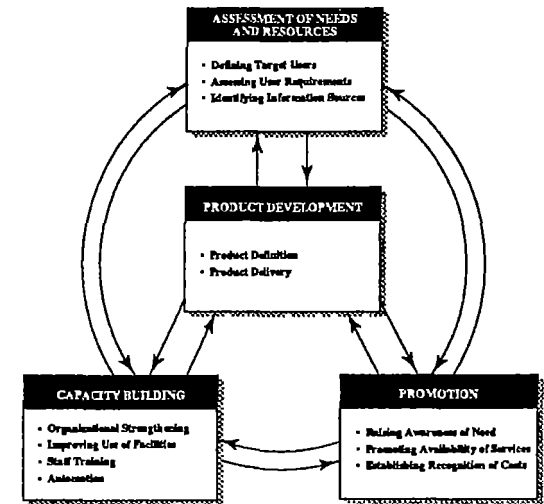 ASSESSMENT OF NEEDS
AND RESOURCES
• Defining Target Users
• Assessing User Requirements
• Identifying Information Sources
PRODUCT DEVELOPMENT
• Product Definition
• Product Delivery
CAPACITY BUILDING
• Organizational Strengthening
• Improving Use of Facilities
• Staff Training
• Automation
PROMOTION
• Raising Awareness of Need
• Promoting Availability of Services
• Establishing Recognition of Costs